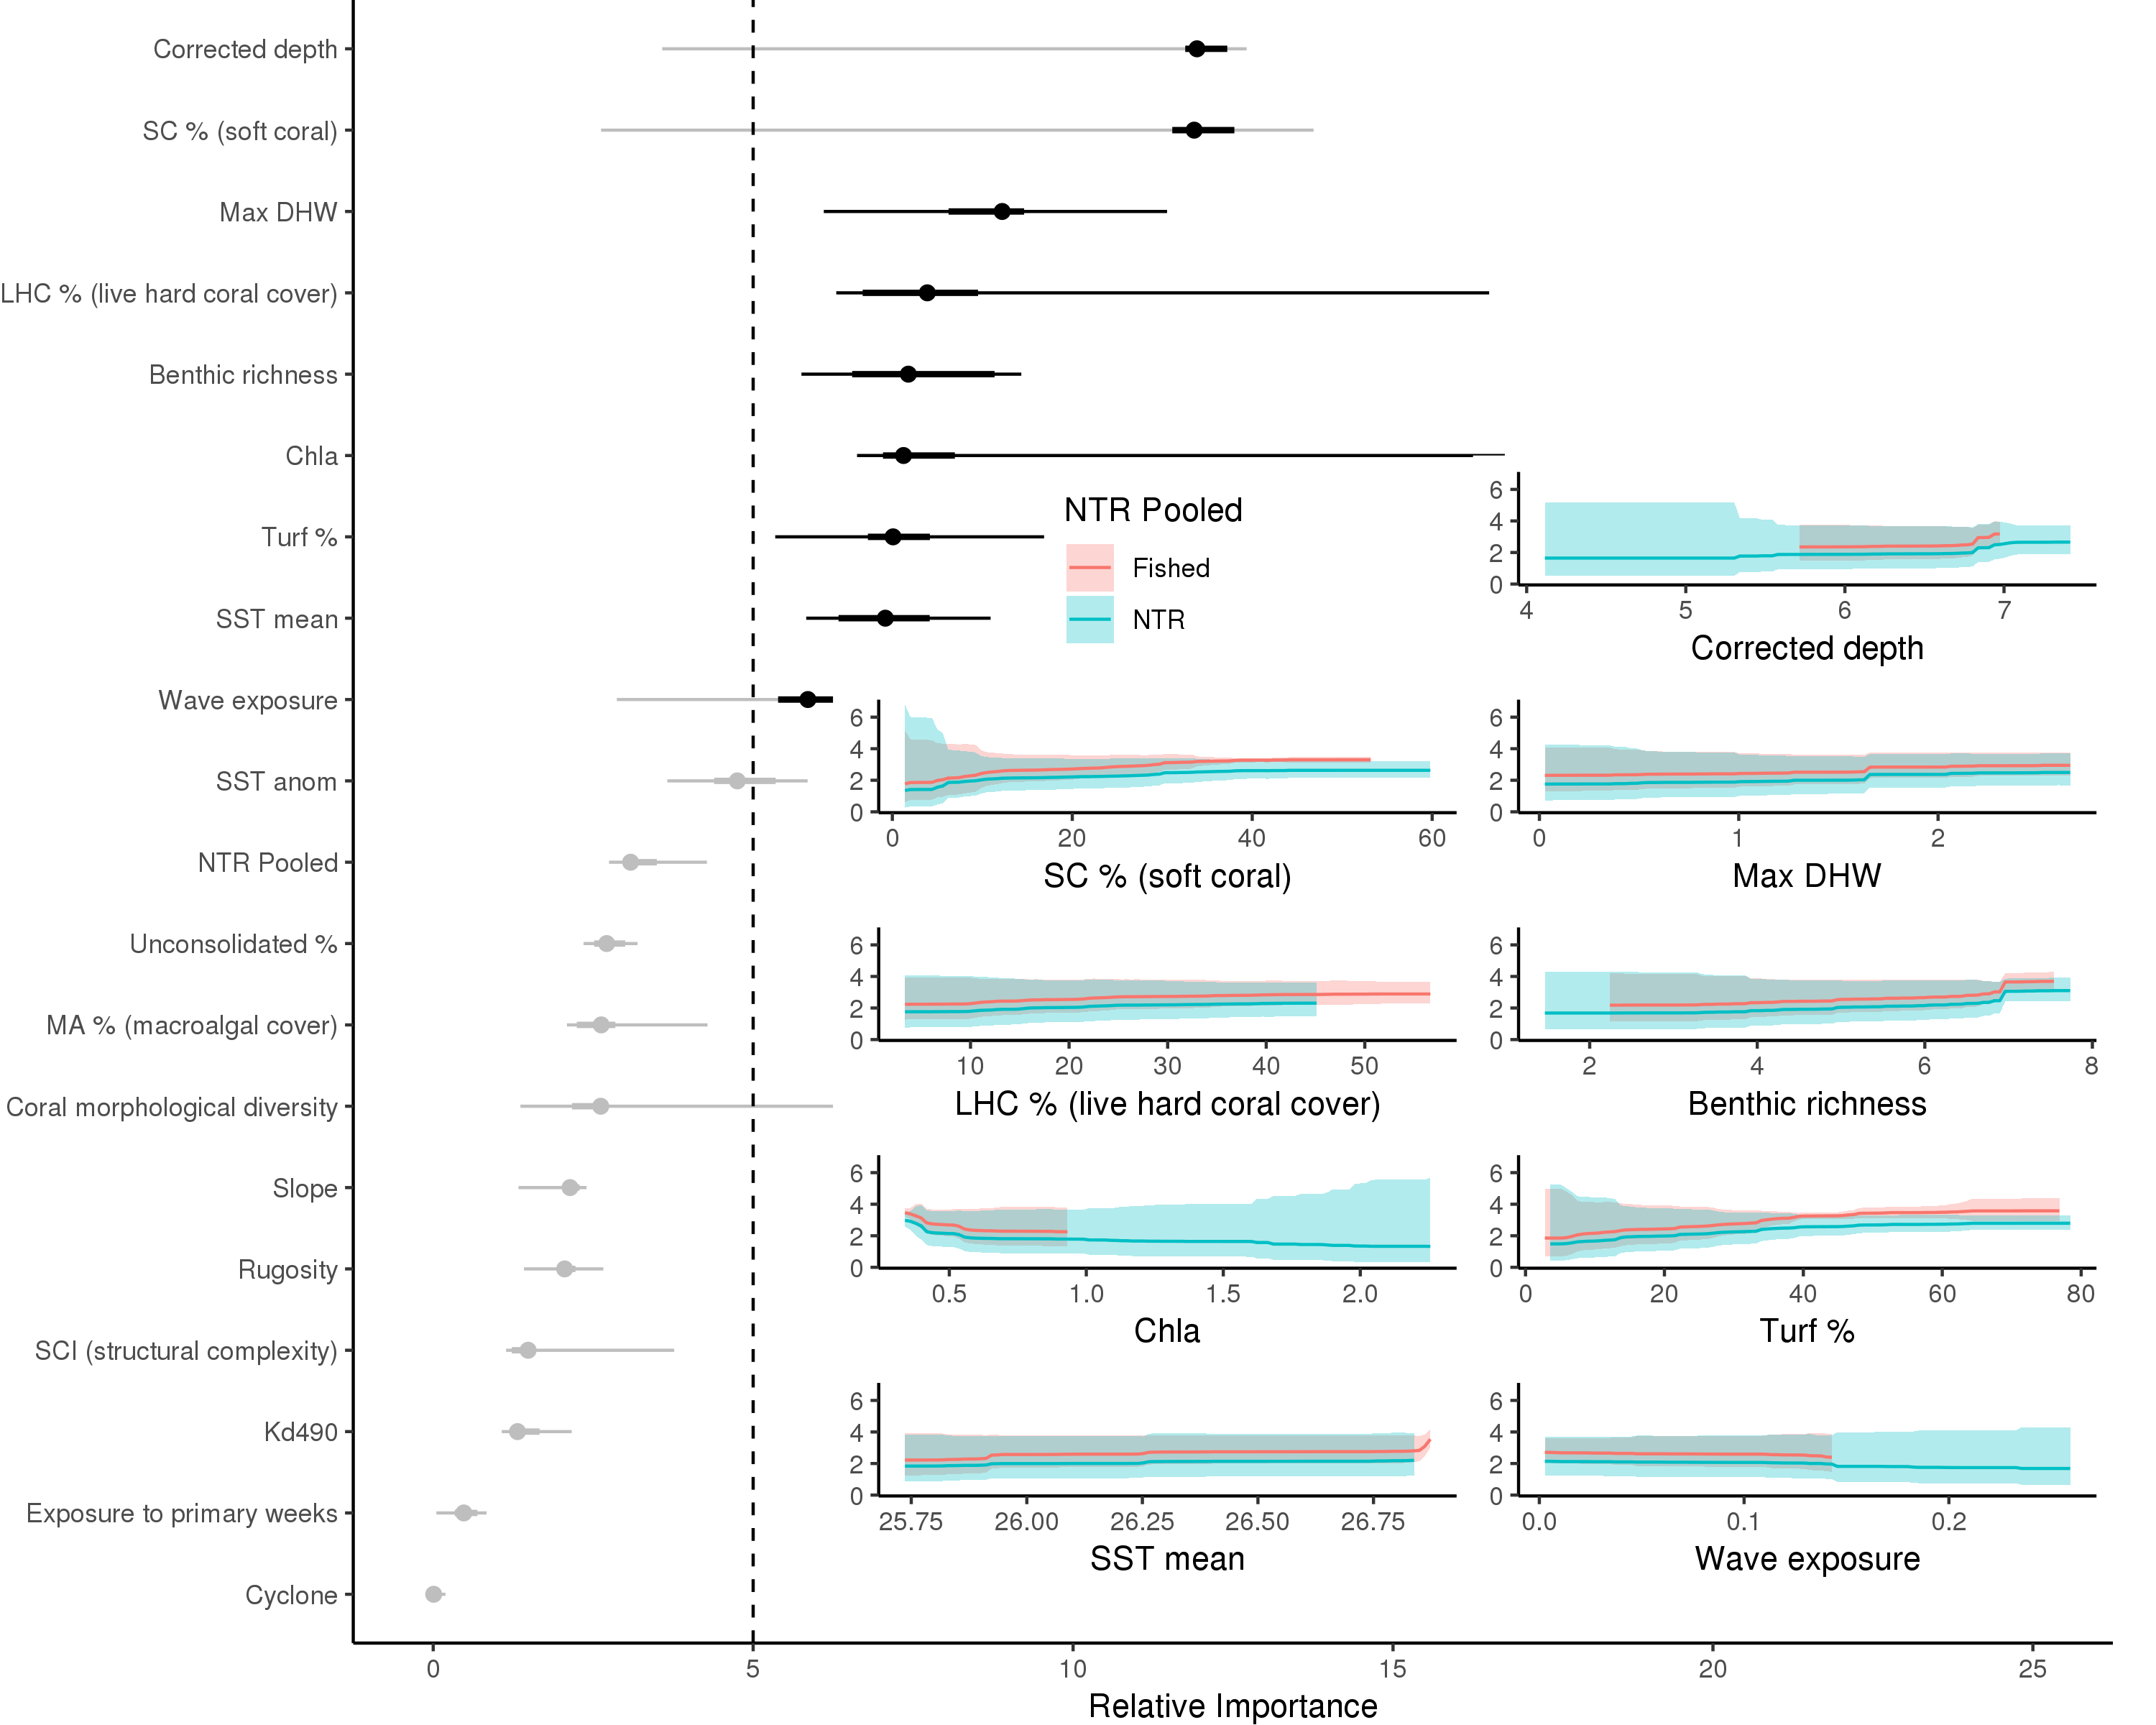 Corrected depth
SC % (soft coral)
Max DHW
LHC % (live hard coral cover)
Benthic richness
Chla
Turf %
SST mean
Wave exposure
SST anom
NTR Pooled
Unconsolidated %
MA % (macroalgal cover)
Coral morphological diversity
Slope
Rugosity
SCI (structural complexity)
Kd490
Exposure to primary weeks
Cyclone
0 5 10 15 20 25
Relative Importance
NTR Pooled
Fished
NTR
6
4
2
0
4 5 6 7
Corrected depth
6
4
2
0
0 20 40 60
SC % (soft coral)
6
4
2
0
0 1 2
Max DHW
6
4
2
0
10 20 30 40 50
LHC % (live hard coral cover)
6
4
2
0
2 4 6 8
Benthic richness
6
4
2
0
0.5 1.0 1.5 2.0
Chla
6
4
2
0
0 20 40 60 80
Turf %
6
4
2
0
25.75 26.00 26.25 26.50 26.75
SST mean
6
4
2
0
0.0 0.1 0.2
Wave exposure